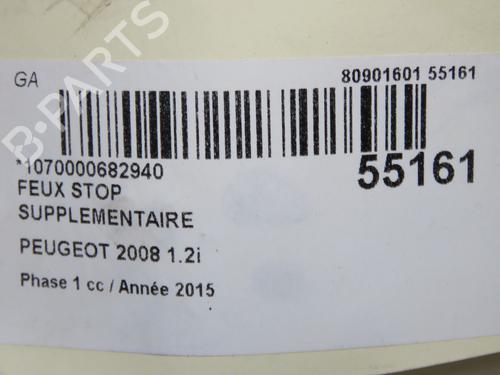 GA
80901601 55161
*1070000682940
55161
FEUX STOP
SUPPLEMENTAIRE
PEUGEOT 2008 1.2i
Phase 1 cc / Année 2015
B-PARTS